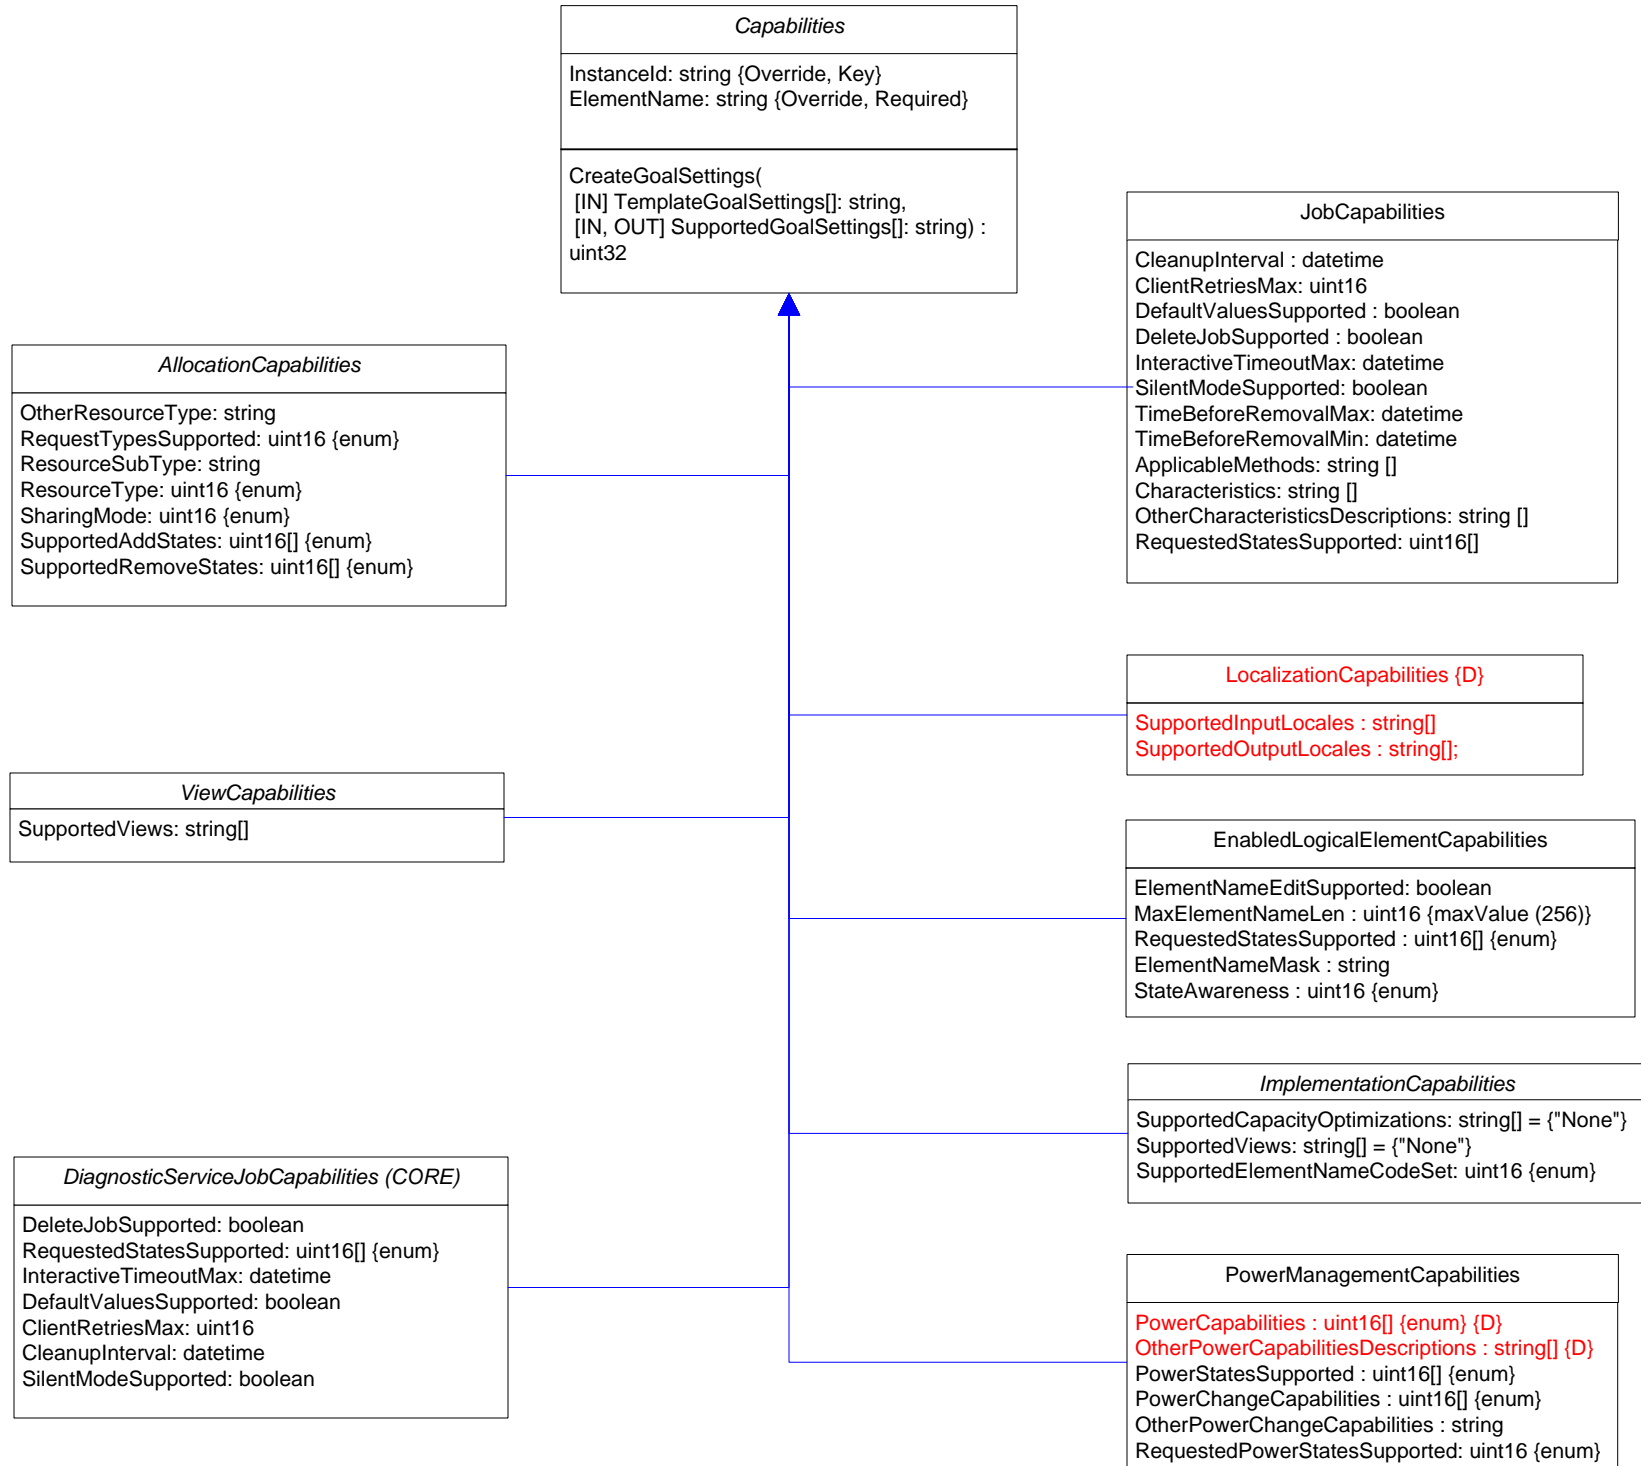 Capabilities
InstanceId: string {Override, Key}
ElementName: string {Override, Required}
CreateGoalSettings(
[IN] TemplateGoalSettings[]: string,
[IN, OUT] SupportedGoalSettings[]: string) :
uint32
JobCapabilities
CleanupInterval : datetime
ClientRetriesMax: uint16
DefaultValuesSupported : boolean
DeleteJobSupported : boolean
InteractiveTimeoutMax: datetime
SilentModeSupported: boolean
TimeBeforeRemovalMax: datetime
TimeBeforeRemovalMin: datetime
ApplicableMethods: string []
Characteristics: string []
OtherCharacteristicsDescriptions: string []
RequestedStatesSupported: uint16[]
AllocationCapabilities
OtherResourceType: string
RequestTypesSupported: uint16 {enum}
ResourceSubType: string
ResourceType: uint16 {enum}
SharingMode: uint16 {enum}
SupportedAddStates: uint16[] {enum}
SupportedRemoveStates: uint16[] {enum}
LocalizationCapabilities {D}
SupportedInputLocales : string[]
SupportedOutputLocales : string[];
ViewCapabilities
SupportedViews: string[]
EnabledLogicalElementCapabilities
ElementNameEditSupported: boolean
MaxElementNameLen : uint16 {maxValue (256)}
RequestedStatesSupported : uint16[] {enum}
ElementNameMask : string
StateAwareness : uint16 {enum}
ImplementationCapabilities
SupportedCapacityOptimizations: string[] = {"None"}
SupportedViews: string[] = {"None"}
SupportedElementNameCodeSet: uint16 {enum}
DiagnosticServiceJobCapabilities (CORE)
DeleteJobSupported: boolean
RequestedStatesSupported: uint16[] {enum}
InteractiveTimeoutMax: datetime
DefaultValuesSupported: boolean
ClientRetriesMax: uint16
CleanupInterval: datetime
SilentModeSupported: boolean
PowerManagementCapabilities
PowerCapabilities : uint16[] {enum} {D}
OtherPowerCapabilitiesDescriptions : string[] {D}
PowerStatesSupported : uint16[] {enum}
PowerChangeCapabilities : uint16[] {enum}
OtherPowerChangeCapabilities : string
RequestedPowerStatesSupported: uint16 {enum}